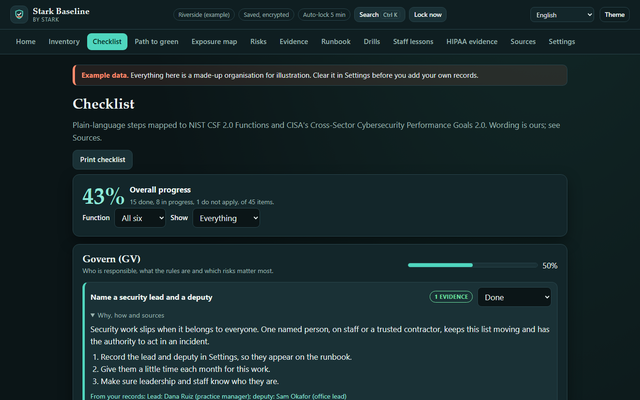 Stark Baseline
BY STARK
Riverside (example)
Saved, encrypted
Auto-lock 5 min
Search Ctrl K
Lock now
English
Theme
Home Inventory Checklist Path to green Exposure map Risks Evidence Runbook Drills Staff lessons HIPAA evidence Sources Settings
Example data. Everything here is a made-up organisation for illustration. Clear it in Settings before you add your own records.
Checklist
Plain-language steps mapped to NIST CSF 2.0 Functions and CISA's Cross-Sector Cybersecurity Performance Goals 2.0. Wording is ours; see
Sources.
Print checklist
43% Overall progress
15 done, 8 in progress, 1 do not apply, of 45 items.
Function All six Show Everything
Govern (GV)
Who is responsible, what the rules are and which risks matter most.
50%
Name a security lead and a deputy
1 EVIDENCE
Done
▼ Why, how and sources
Security work slips when it belongs to everyone. One named person, on staff or a trusted contractor, keeps this list moving and has
the authority to act in an incident.
1. Record the lead and deputy in Settings, so they appear on the runbook.
2. Give them a little time each month for this work.
3. Make sure leadership and staff know who they are.
From your records: Lead: Dana Ruiz (practice manager); deputy: Sam Okafor (office lead)